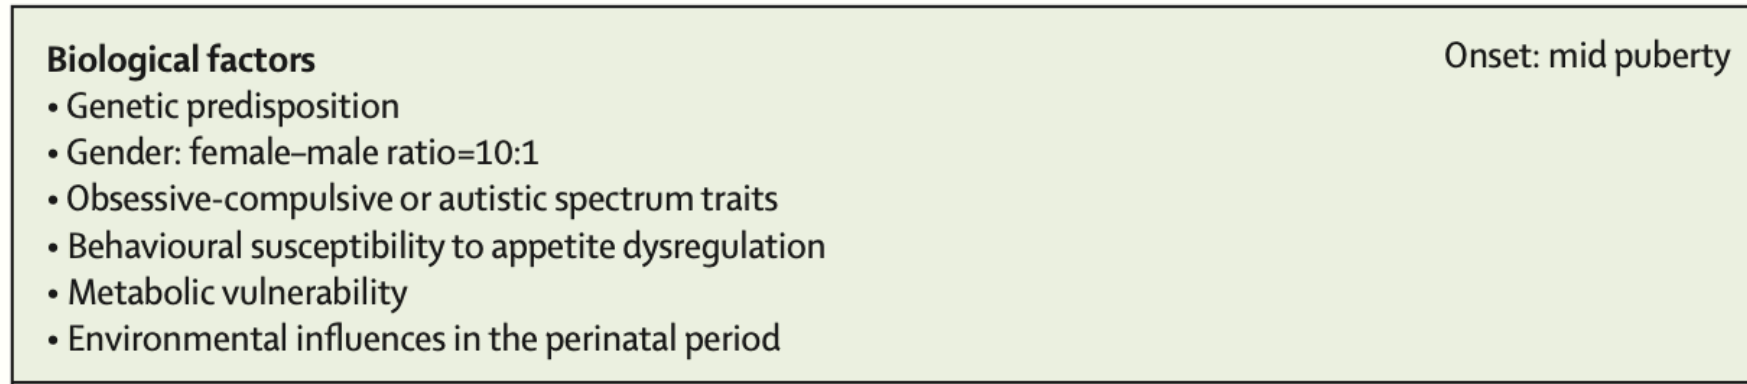 Biological factors
Onset: mid puberty
• Genetic predisposition
• Gender: female–male ratio=10:1
• Obsessive-compulsive or autistic spectrum traits
• Behavioural susceptibility to appetite dysregulation
• Metabolic vulnerability
• Environmental influences in the perinatal period